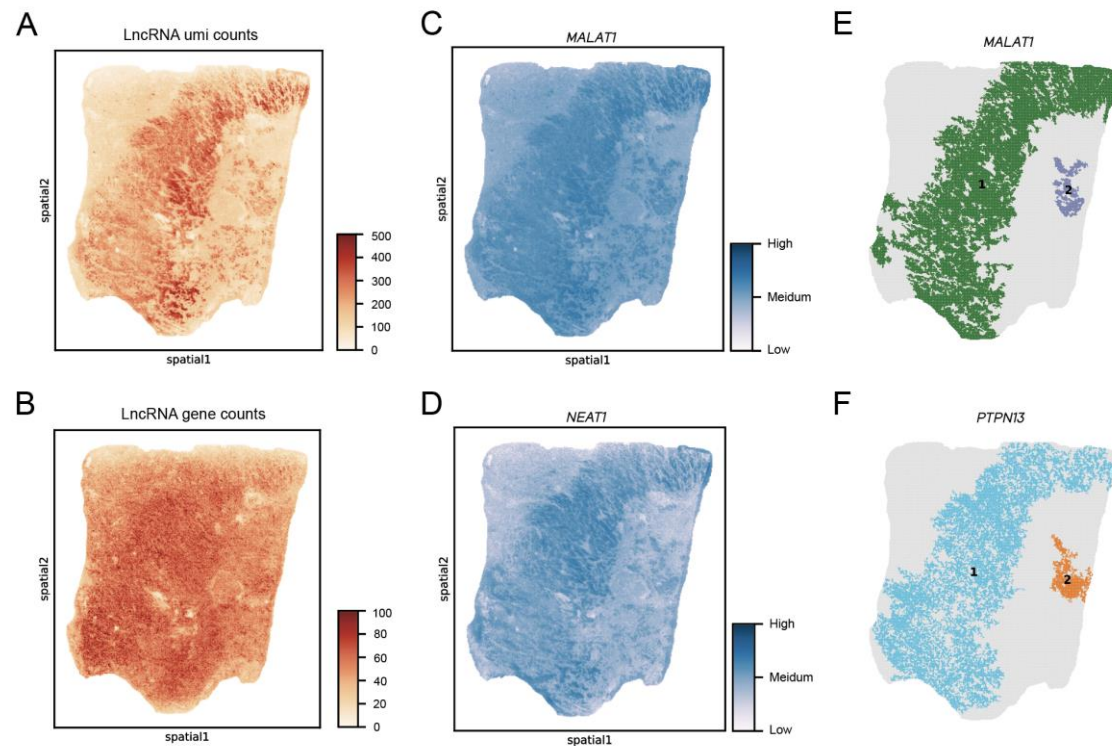 A
LncRNA umi counts
spatial2
spatial1
500
400
300
200
100
0
C
MALAT1
spatial2
spatial1
High
Meidum
Low
E
MALAT1
1
2
B
LncRNA gene counts
spatial2
spatial1
100
80
60
40
20
0
D
NEAT1
spatial2
spatial1
High
Meidum
Low
F
PTPN13
1
2